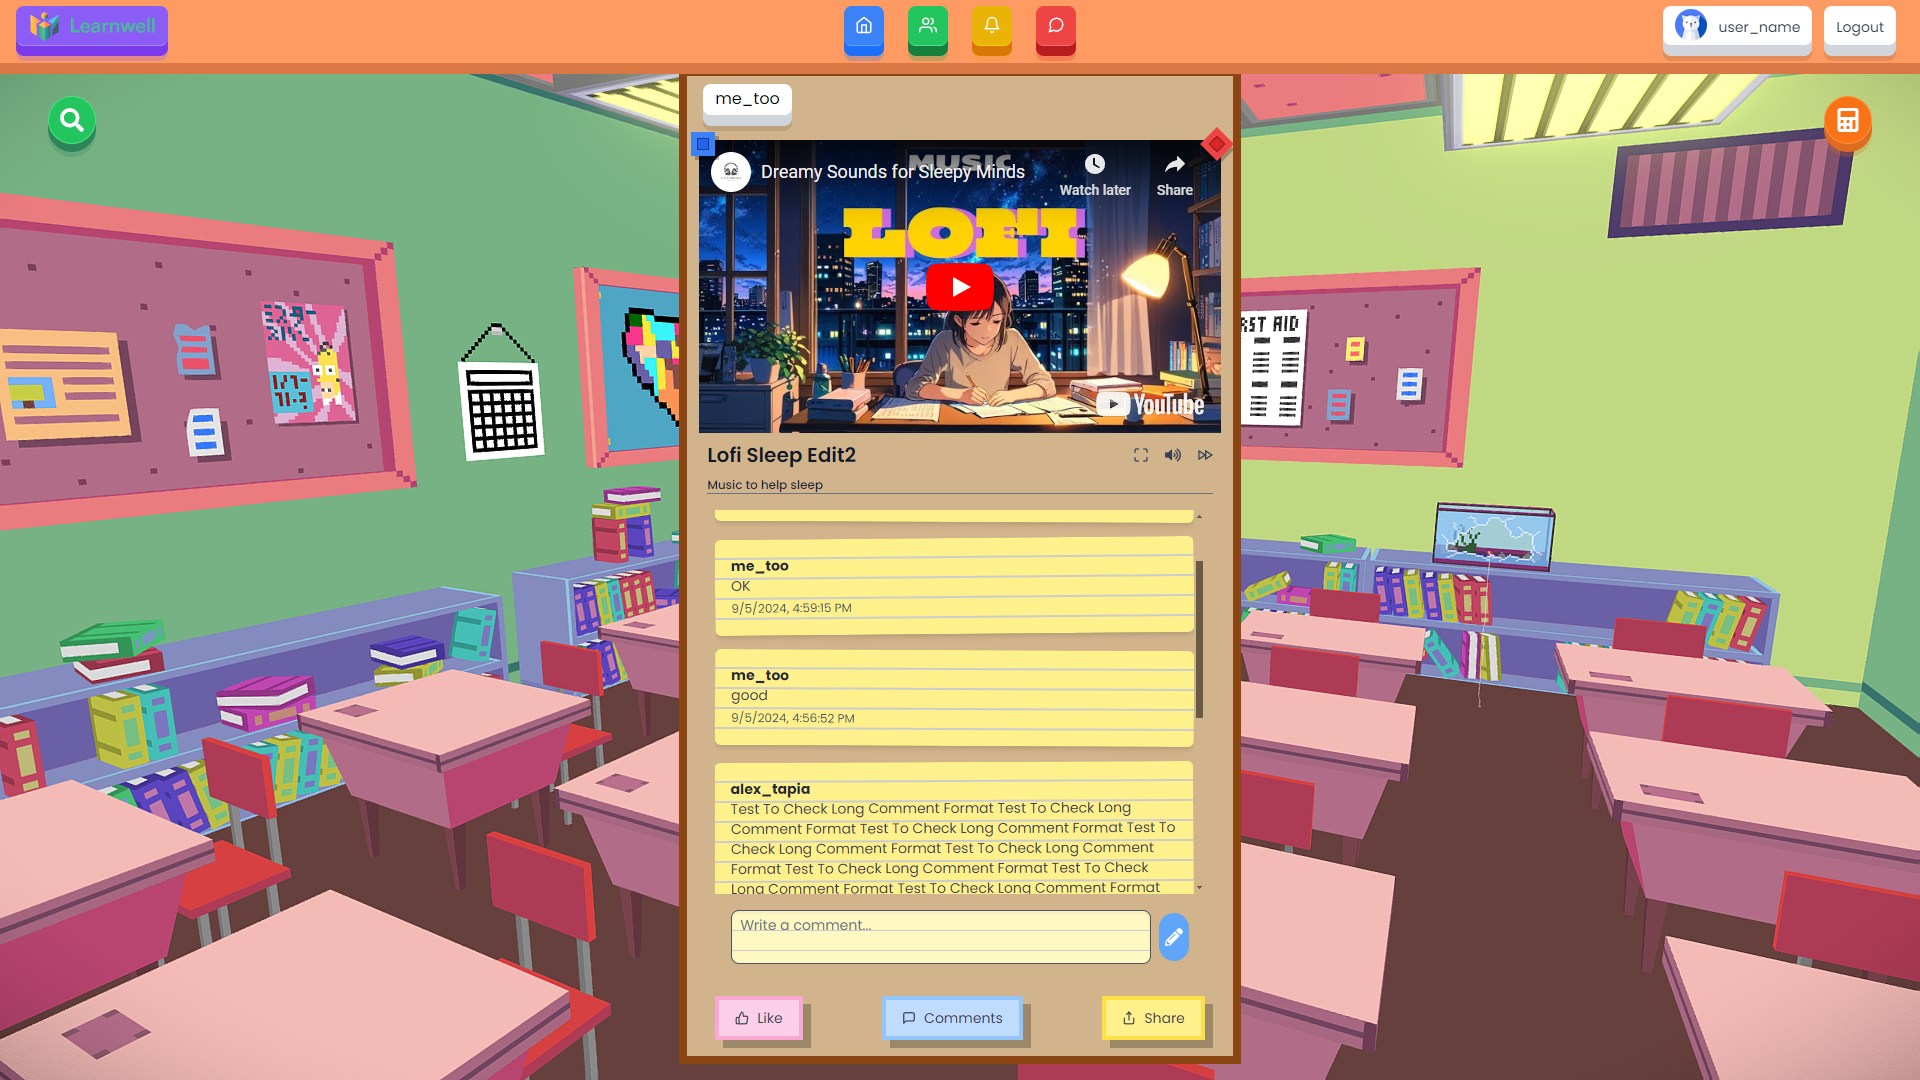 Learnwell
user_name
Logout
me_too
MUSIC
Dreamy Sounds for Sleepy Minds
Watch later
Share
LOFI
YouTube
RST AID
Lofi Sleep Edit2
Music to help sleep
me_too
OK
9/5/2024, 4:59:15 PM
me_too
good
9/5/2024, 4:56:52 PM
alex_tapia
Test To Check Long Comment Format Test To Check Long
Comment Format Test To Check Long Comment Format Test To
Check Long Comment Format Test To Check Long Comment
Format Test To Check Long Comment Format Test To Check
Long Comment Format Test To Check Long Comment Format
Write a comment...
Like
Comments
Share